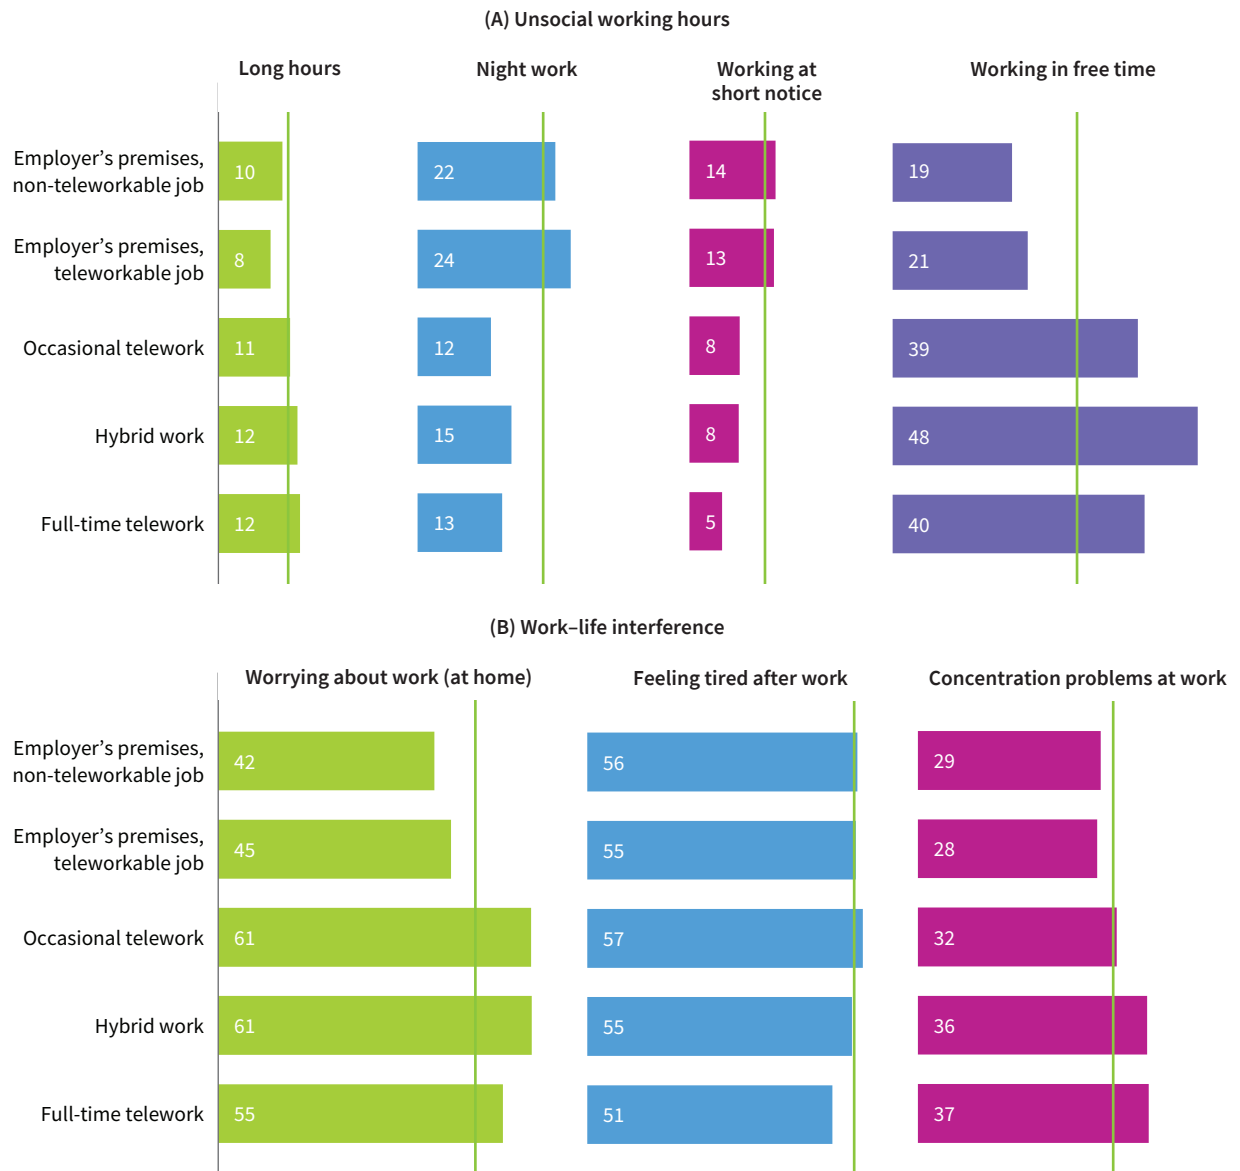 (A) Unsocial working hours
Long hours
Night work
Working at
short notice
Working in free time
Employer’s premises,
non-teleworkable job
10
22
14
19
Employer’s premises,
teleworkable job
8
24
13
21
Occasional telework
11
12
8
39
Hybrid work
12
15
8
48
Full-time telework
12
13
5
40
(B) Work–life interference
Worrying about work (at home)
Feeling tired after work
Concentration problems at work
Employer’s premises,
non-teleworkable job
42
56
29
Employer’s premises,
teleworkable job
45
55
28
Occasional telework
61
57
32
Hybrid work
61
55
36
Full-time telework
55
51
37